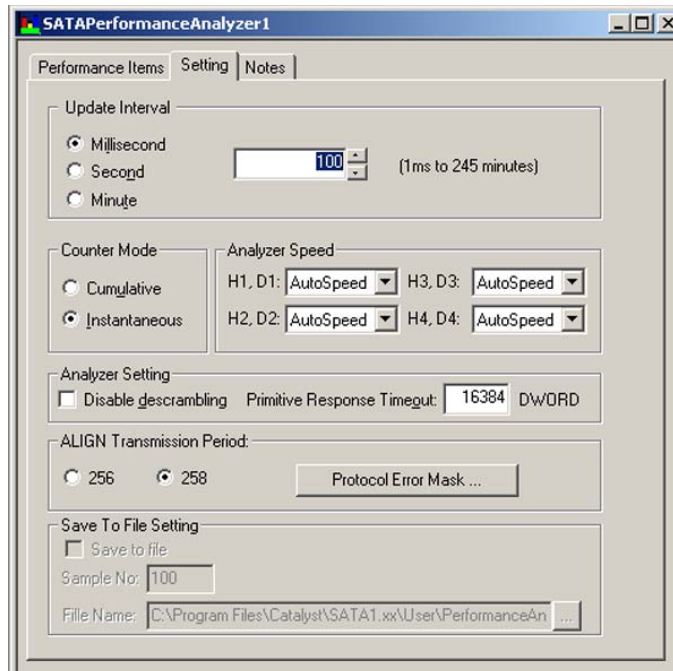 SATAPerformanceAnalyzer1
Performance Items Setting Notes
Update Interval
Millisecond
100 (1ms to 245 minutes)
Second
Minute
Counter Mode
Cumulative
Instantaneous
Analyzer Speed
H1, D1: AutoSpeed H3, D3: AutoSpeed
H2, D2: AutoSpeed H4, D4: AutoSpeed
Analyzer Setting
Disable descrambling Primitive Response Timeout: 16384 DWORD
ALIGN Transmission Period:
256 258 Protocol Error Mask ...
Save To File Setting
Save to file
Sample No: 100
Fille Name: C:\Program Files\Catalyst\SATA1.xx\User\PerformanceAn ...